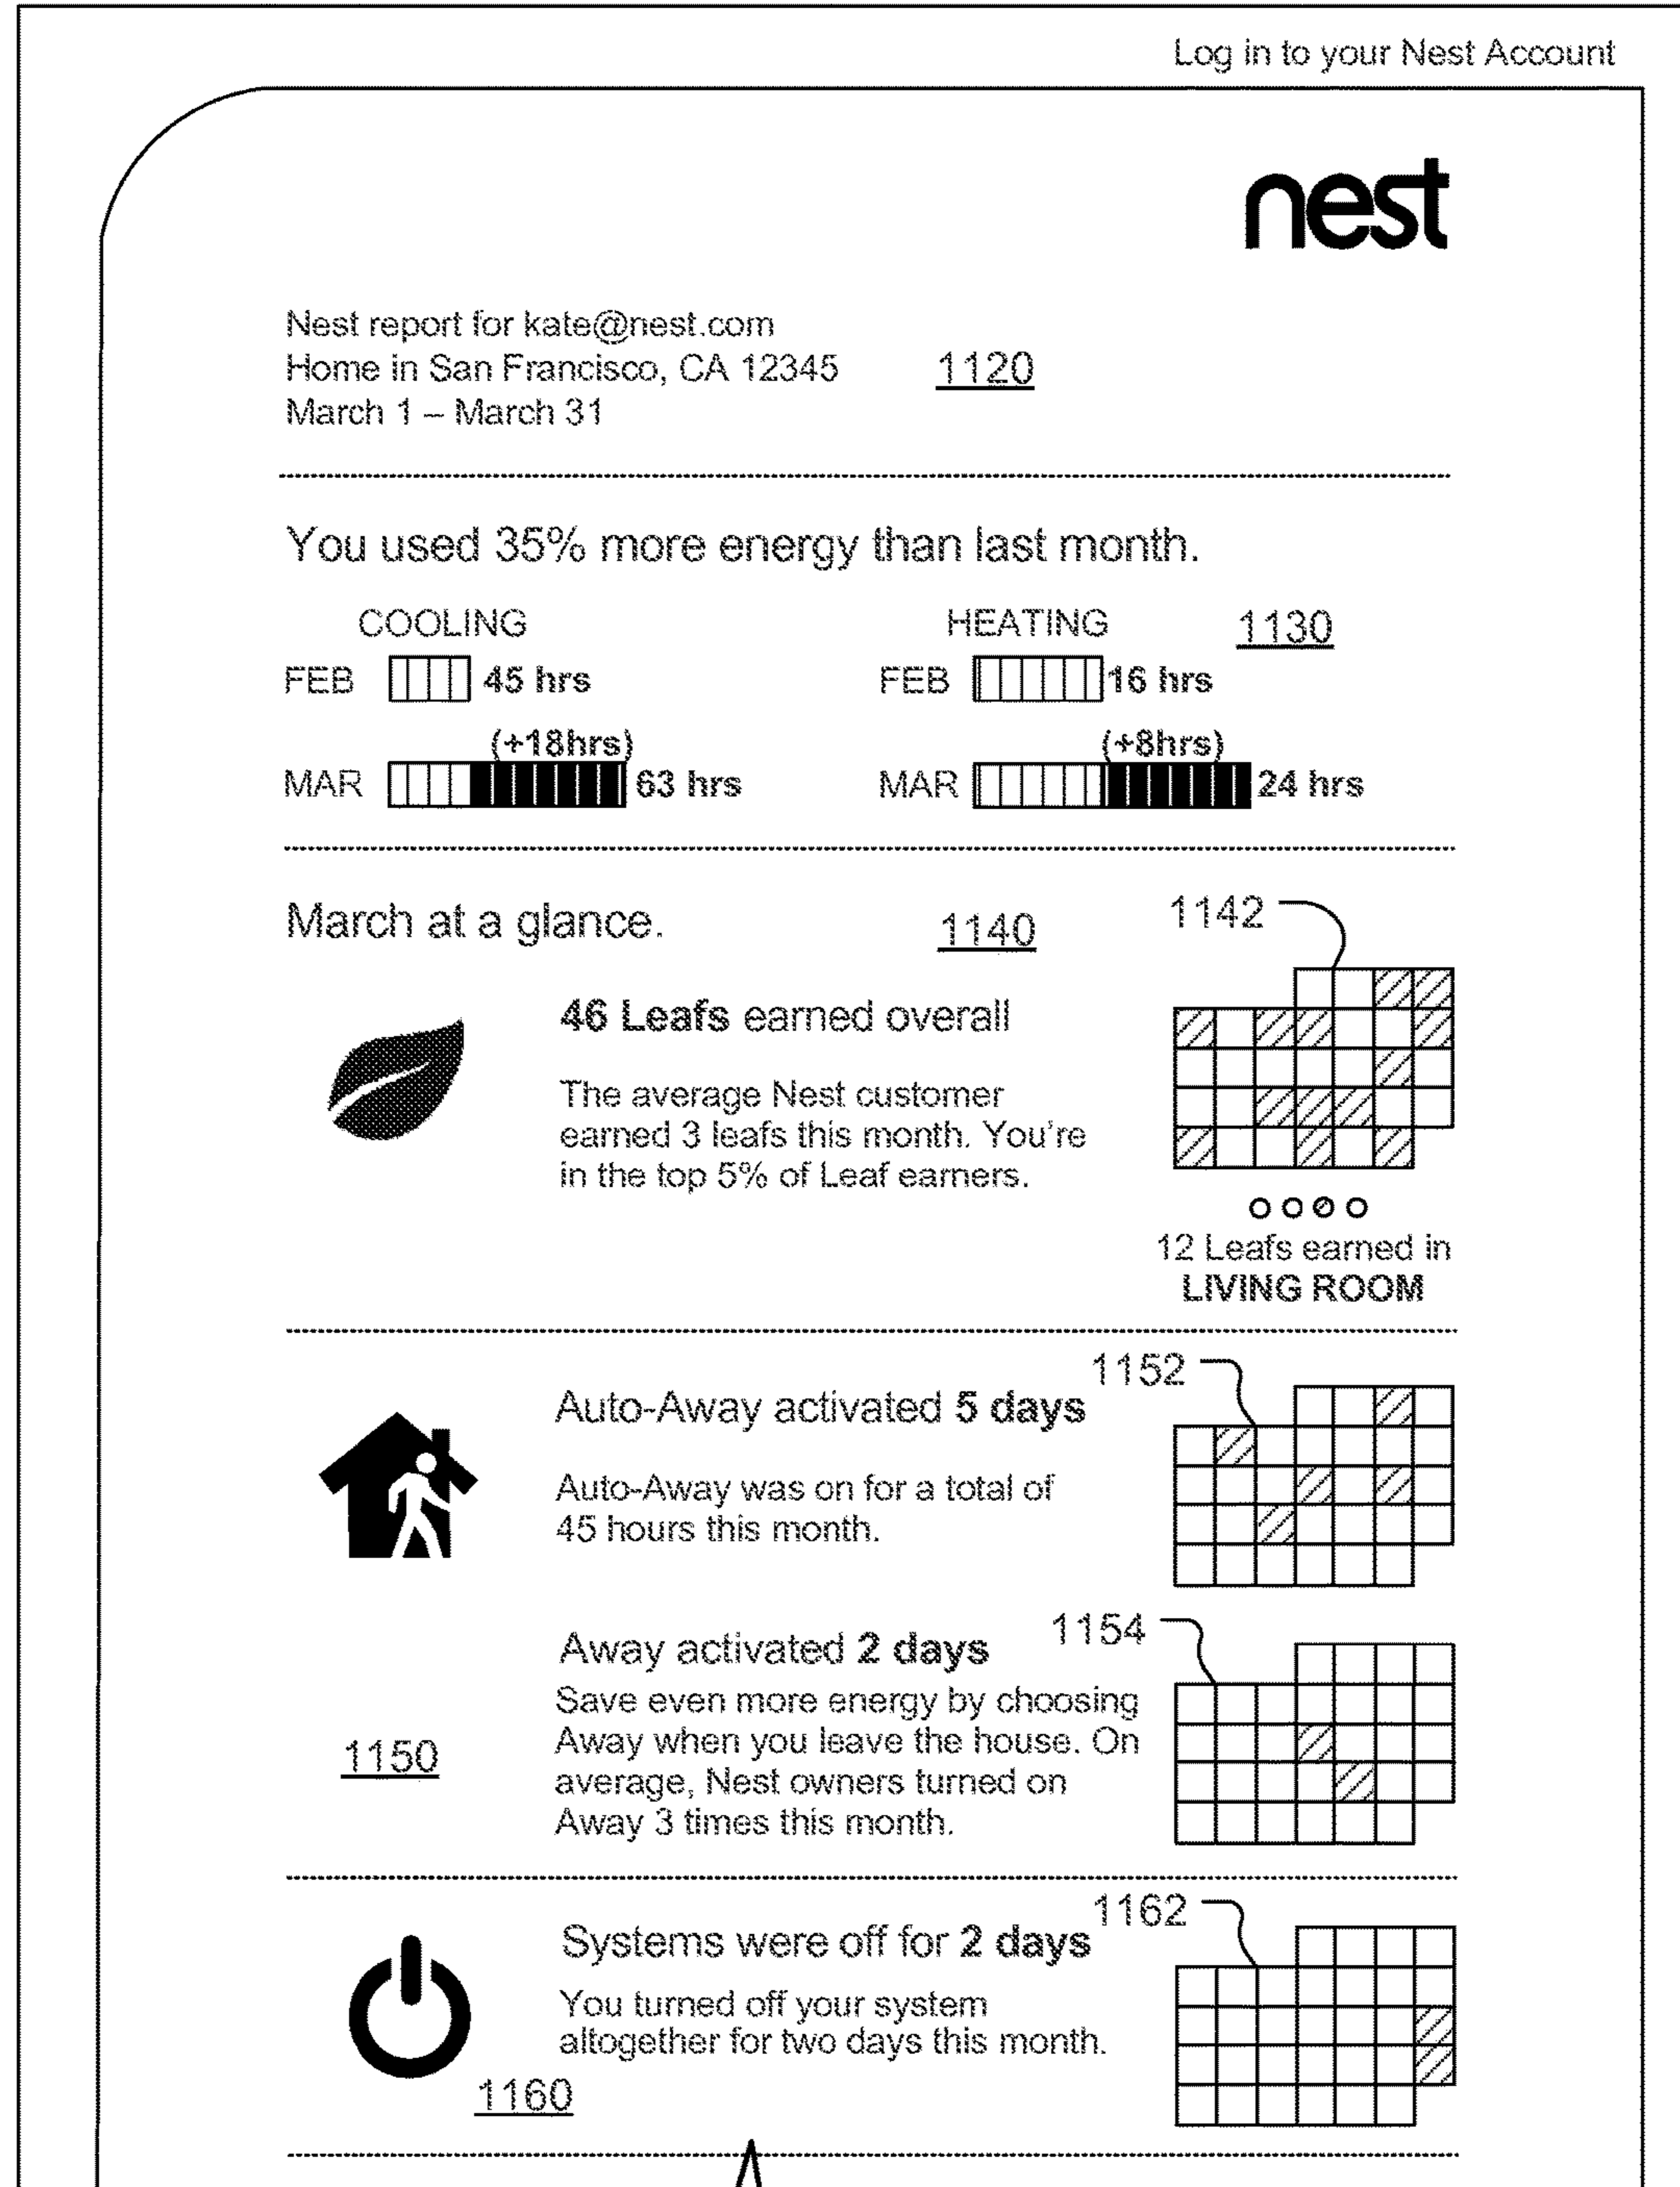 Log in to your Nest Account
nest
Nest report for kate@nest.com
Home in San Francisco, CA 12345
1120
March 1 – March 31
You used 35% more energy than last month.
COOLING
HEATING
1130
FEB 45 hrs
FEB 16 hrs
(+18hrs)
(+8hrs)
MAR 63 hrs
MAR 24 hrs
March at a glance.
1140
1142
46 Leafs earned overall
The average Nest customer
earned 3 leafs this month. You're
in the top 5% of Leaf earners.
12 Leafs earned in
LIVING ROOM
1152
Auto-Away activated 5 days
Auto-Away was on for a total of
45 hours this month.
1154
Away activated 2 days
Save even more energy by choosing
Away when you leave the house. On
average, Nest owners turned on
Away 3 times this month.
1150
1162
Systems were off for 2 days
You turned off your system
altogether for two days this month.
1160